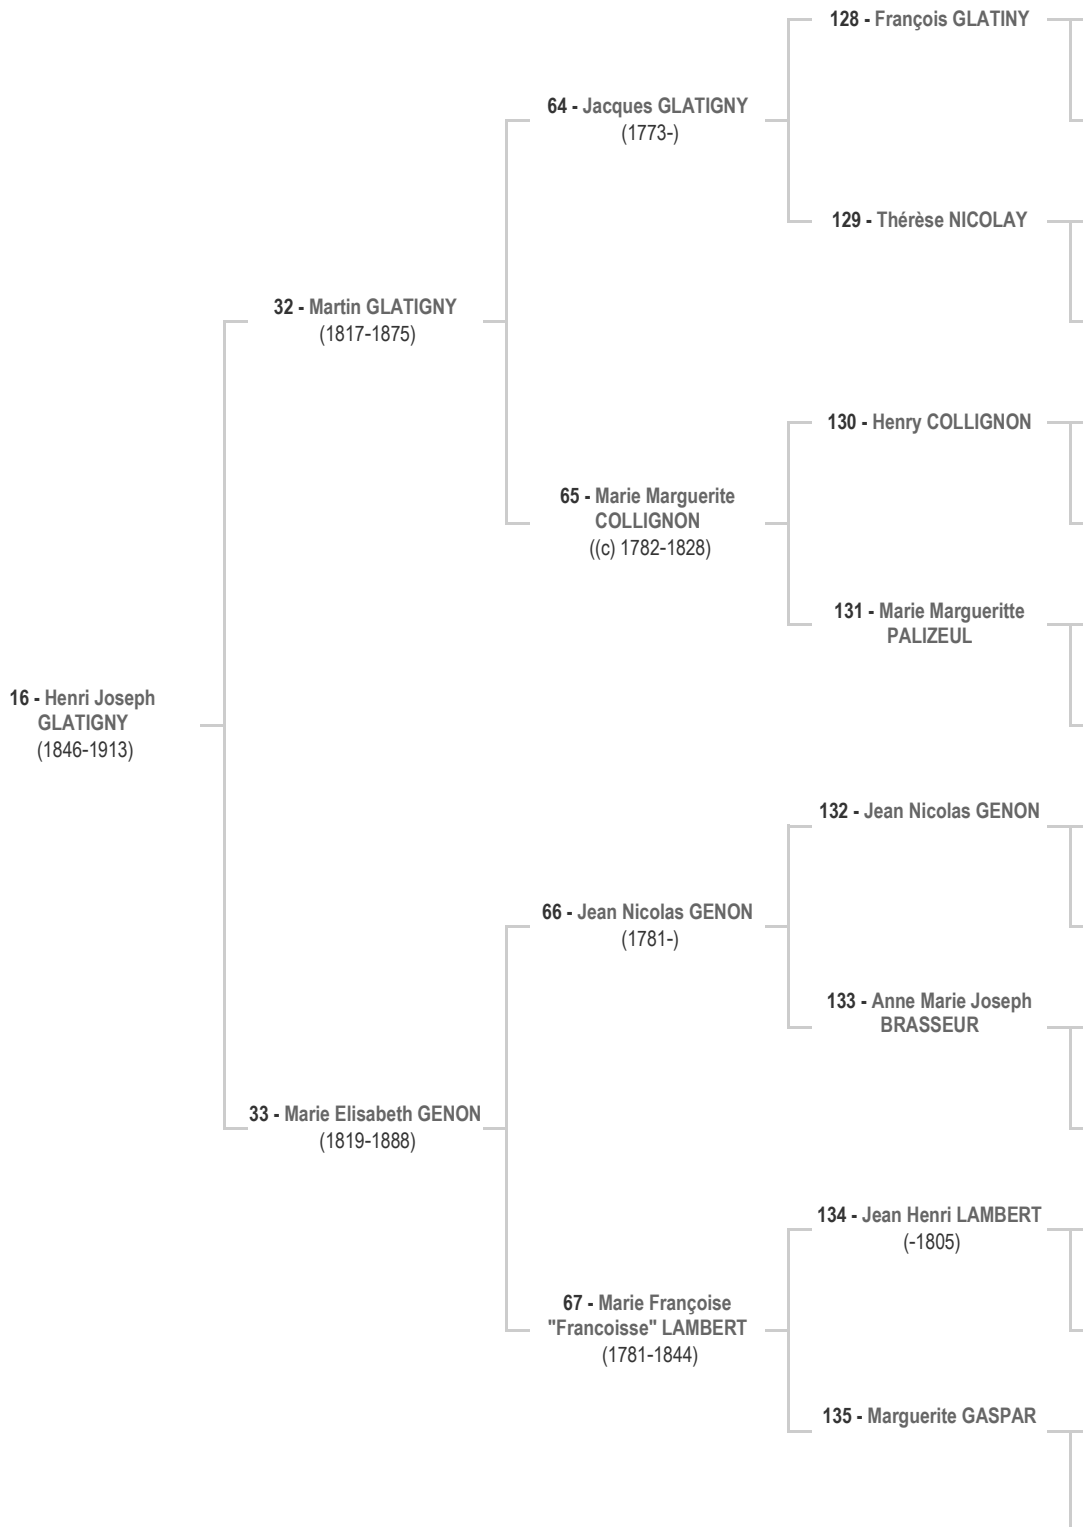 128 - François GLATINY
64 - Jacques GLATIGNY
(1773-)
129 - Thérèse NICOLAY
32 - Martin GLATIGNY
(1817-1875)
130 - Henry COLLIGNON
65 - Marie Marguerite
COLLIGNON
((c) 1782-1828)
131 - Marie Margueritte
PALIZEUL
16 - Henri Joseph
GLATIGNY
(1846-1913)
132 - Jean Nicolas GENON
66 - Jean Nicolas GENON
(1781-)
133 - Anne Marie Joseph
BRASSEUR
33 - Marie Elisabeth GENON
(1819-1888)
134 - Jean Henri LAMBERT
(-1805)
67 - Marie Françoise
"Francoisse" LAMBERT
(1781-1844)
135 - Marguerite GASPAR